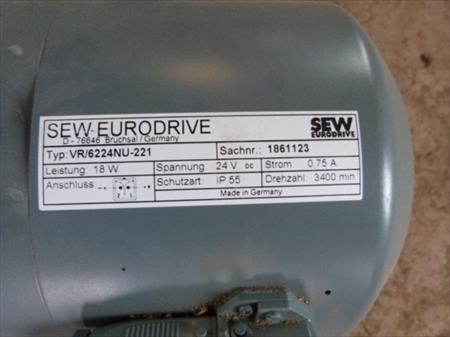 SEW-EURODRIVE
D - 76646 Bruchsal / Germany
SEW
EURODRIVE
Typ: VR/6224NU-221 Sachnr.: 1861123
Leistung: 18 W Spannung: 24 V DC Strom: 0,75 A
Anschluss: Schutzart: IP 55 Drehzahl: 3400 min
Made in Germany